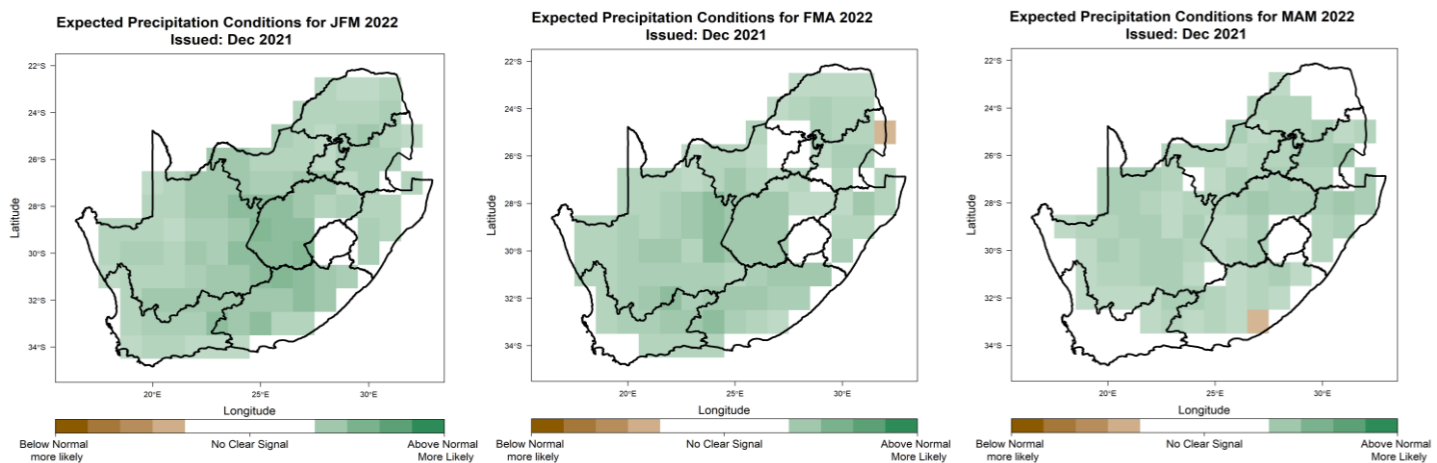 Expected Precipitation Conditions for JFM 2022
Issued: Dec 2021
22°S
24°S
26°S
28°S
30°S
32°S
34°S
Latitude
20°E
25°E
30°E
Longitude
Below Normal
more likely
No Clear Signal
Above Normal
More Likely
Expected Precipitation Conditions for FMA 2022
Issued: Dec 2021
22°S
24°S
26°S
28°S
30°S
32°S
34°S
Latitude
20°E
25°E
30°E
Longitude
Below Normal
more likely
No Clear Signal
Above Normal
More Likely
Expected Precipitation Conditions for MAM 2022
Issued: Dec 2021
22°S
24°S
26°S
28°S
30°S
32°S
34°S
Latitude
20°E
25°E
30°E
Longitude
Below Normal
more likely
No Clear Signal
Above Normal
More Likely